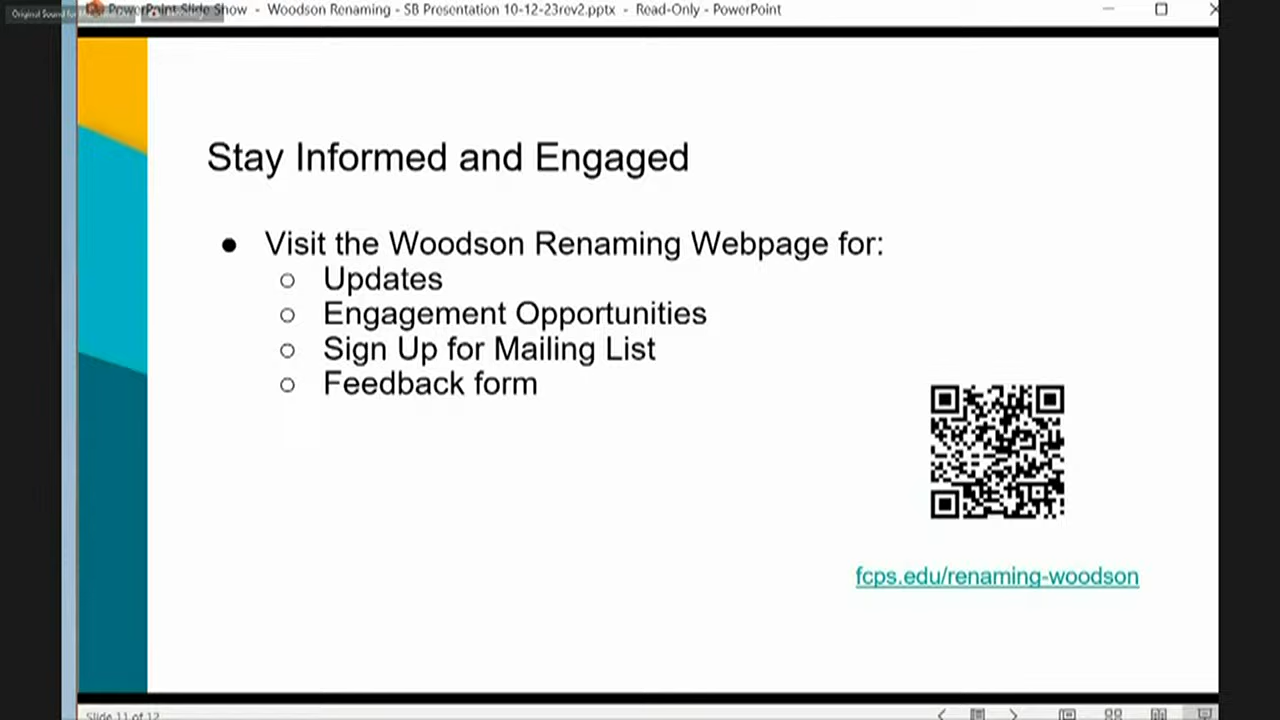 PowerPoint Slide Show - Woodson Renaming - SB Presentation 10-12-23rev2.pptx - Read-Only - PowerPoint
Stay Informed and Engaged
● Visit the Woodson Renaming Webpage for:
○ Updates
○ Engagement Opportunities
○ Sign Up for Mailing List
○ Feedback form
fcps.edu/renaming-woodson
Slide 11 of 12